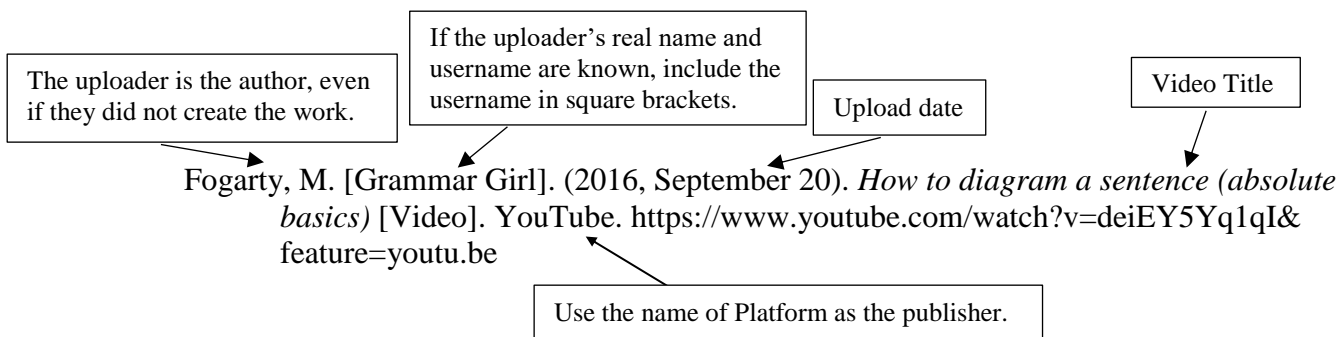 If the uploader’s real name and
username are known, include the
username in square brackets.
The uploader is the author, even
if they did not create the work.
Upload date
Video Title
Fogarty, M. [Grammar Girl]. (2016, September 20). How to diagram a sentence (absolute
basics) [Video]. YouTube. https://www.youtube.com/watch?v=deiEY5Yq1qI&
feature=youtu.be
Use the name of Platform as the publisher.